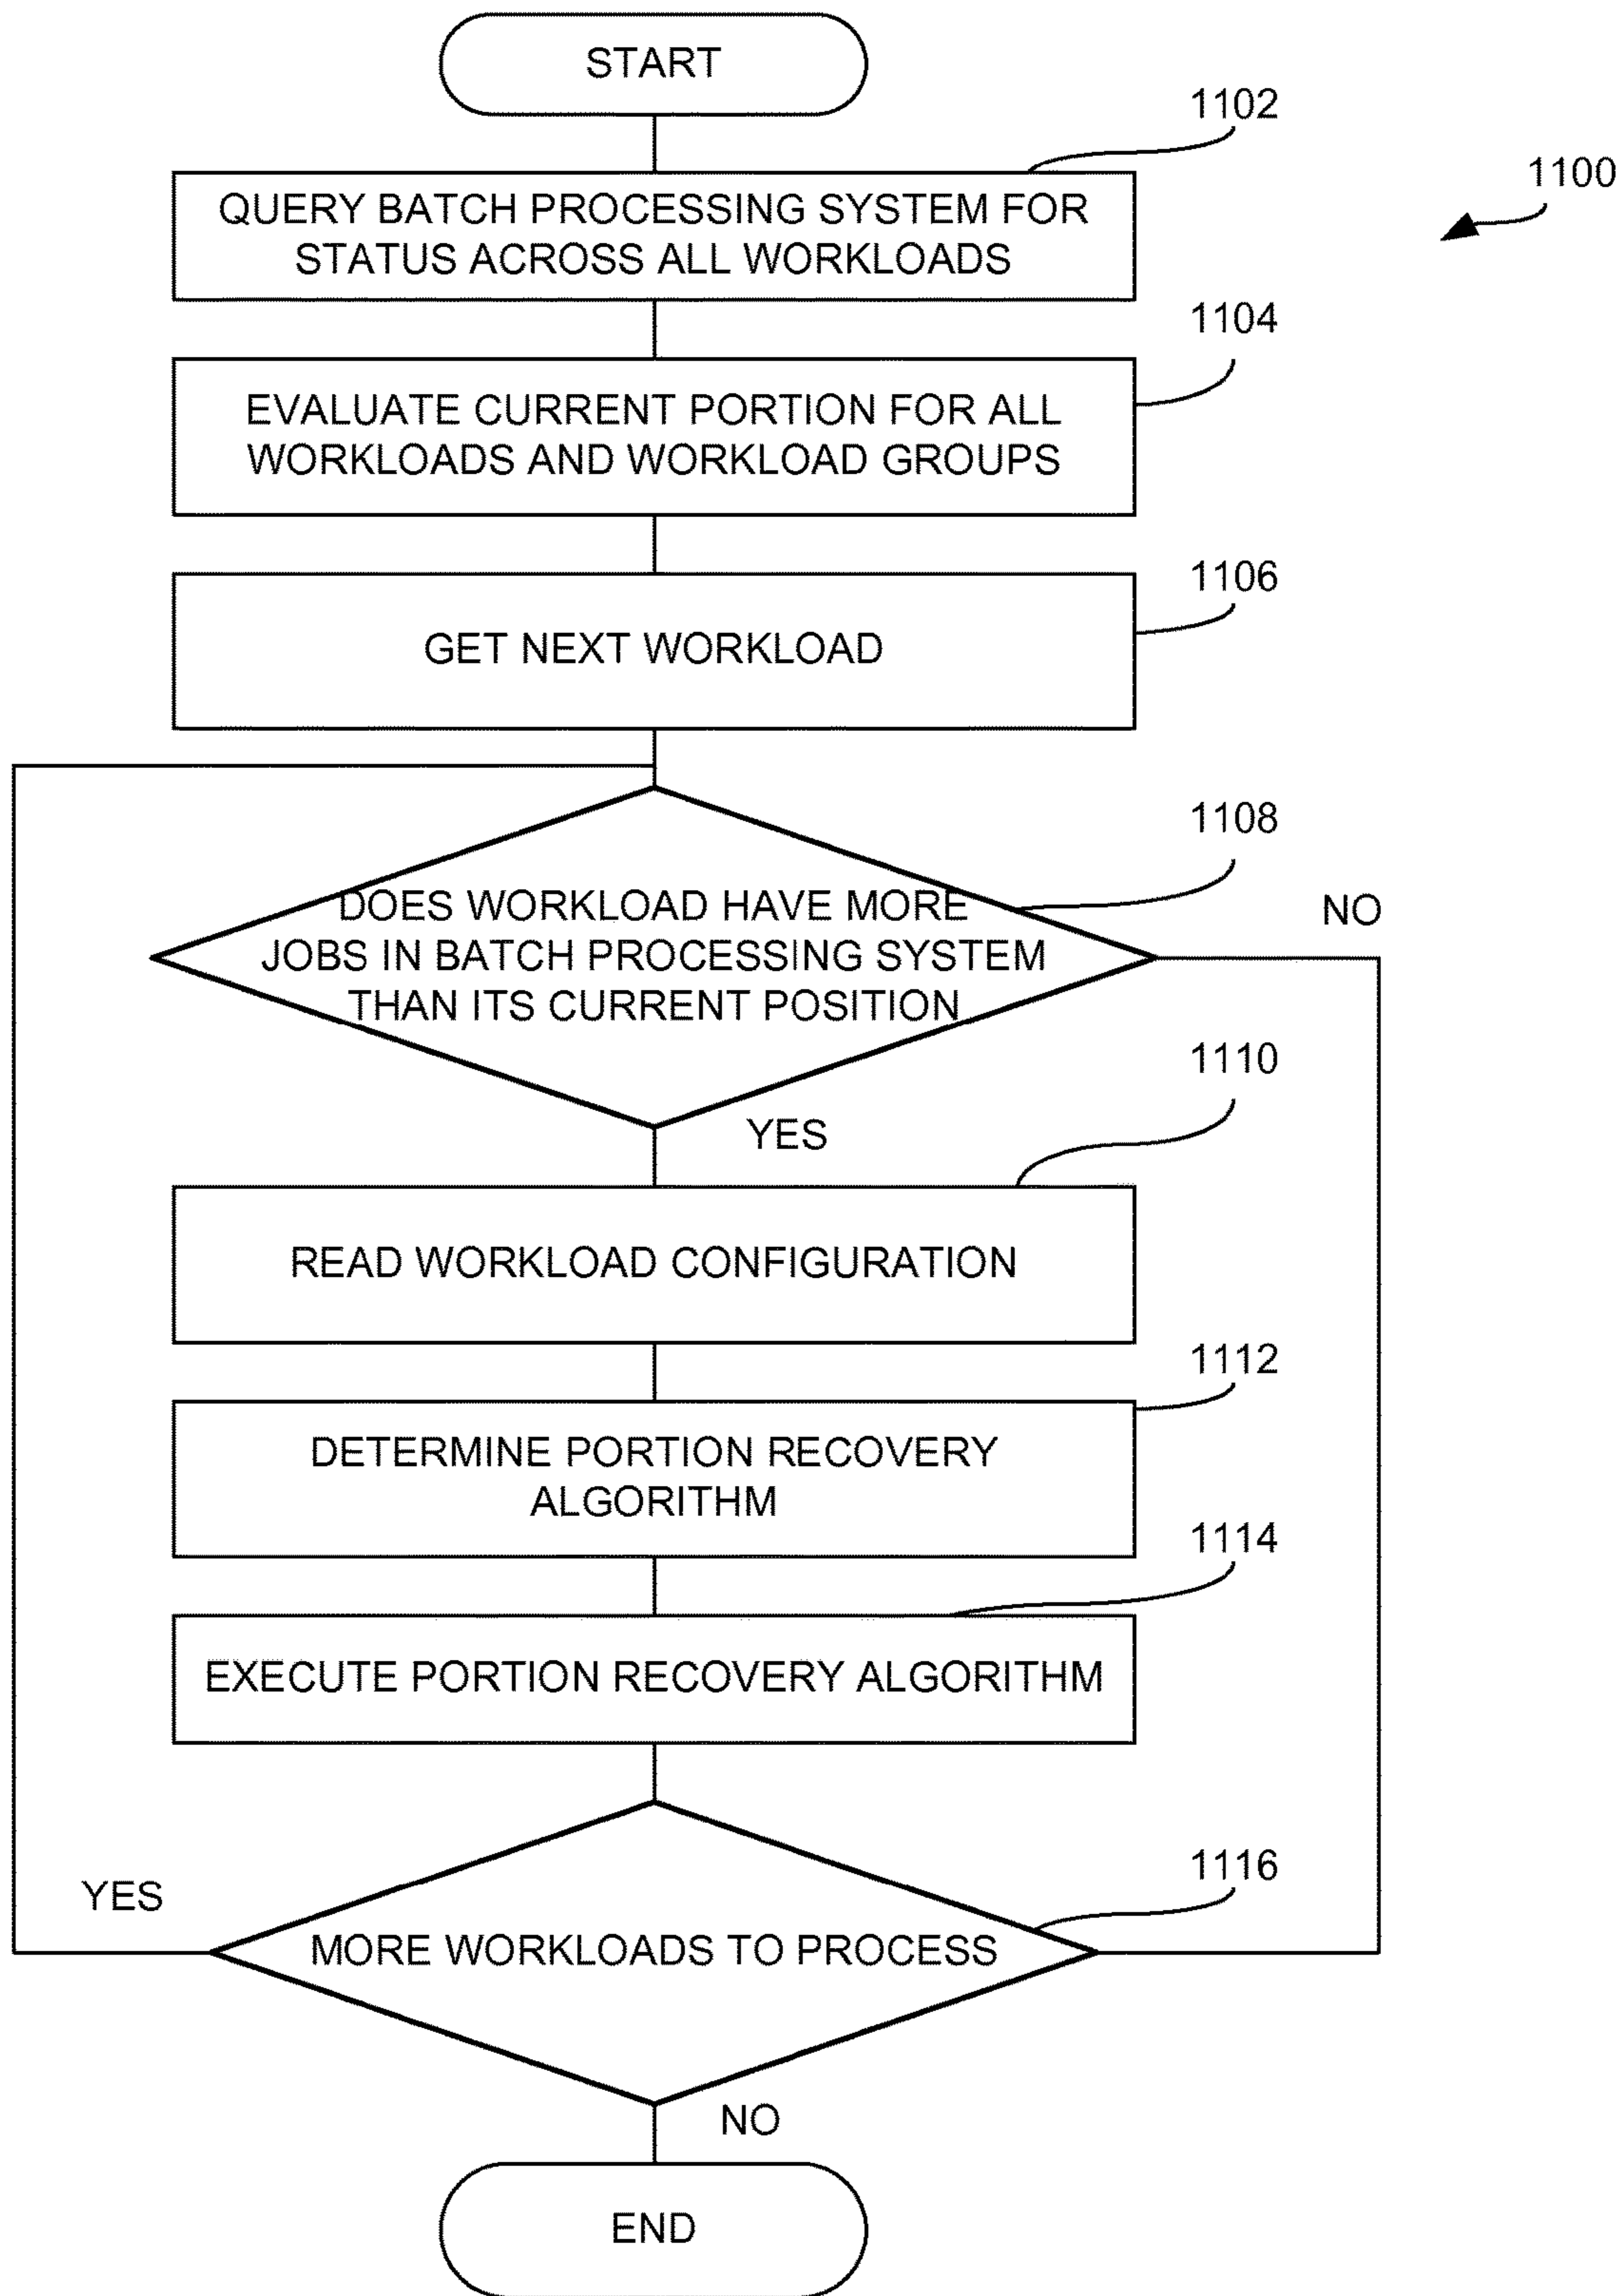 START
1102
1100
QUERY BATCH PROCESSING SYSTEM FOR
STATUS ACROSS ALL WORKLOADS
1104
EVALUATE CURRENT PORTION FOR ALL
WORKLOADS AND WORKLOAD GROUPS
1106
GET NEXT WORKLOAD
1108
DOES WORKLOAD HAVE MORE
JOBS IN BATCH PROCESSING SYSTEM
THAN ITS CURRENT POSITION
NO
1110
YES
READ WORKLOAD CONFIGURATION
1112
DETERMINE PORTION RECOVERY
ALGORITHM
1114
EXECUTE PORTION RECOVERY ALGORITHM
1116
YES
MORE WORKLOADS TO PROCESS
NO
END